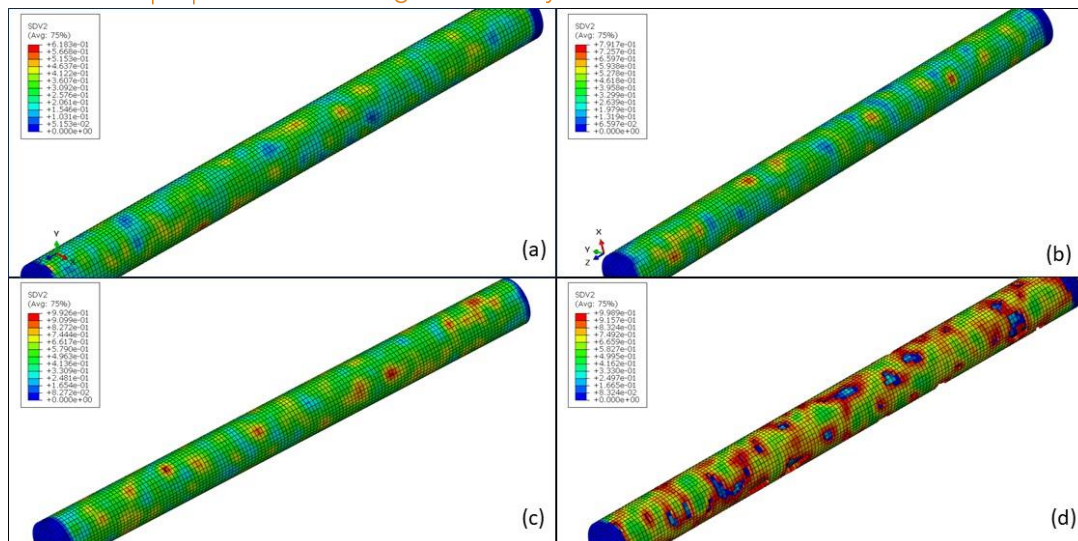 SDV2
(Avg: 75%)
+6.183e-01
+5.668e-01
+5.153e-01
+4.637e-01
+4.122e-01
+3.607e-01
+3.092e-01
+2.576e-01
+2.061e-01
+1.546e-01
+1.031e-01
+5.153e-02
+0.000e+00
Y
(a)
SDV2
(Avg: 75%)
+7.917e-01
+7.257e-01
+6.597e-01
+5.938e-01
+5.278e-01
+4.618e-01
+3.958e-01
+3.299e-01
+2.639e-01
+1.979e-01
+1.319e-01
+6.597e-02
+0.000e+00
X
Y
Z
(b)
SDV2
(Avg: 75%)
+9.926e-01
+9.099e-01
+8.272e-01
+7.444e-01
+6.617e-01
+5.790e-01
+4.963e-01
+4.136e-01
+3.309e-01
+2.481e-01
+1.654e-01
+8.272e-02
+0.000e+00
(c)
SDV2
(Avg: 75%)
+9.989e-01
+9.157e-01
+8.324e-01
+7.492e-01
+6.659e-01
+5.827e-01
+4.995e-01
+4.162e-01
+3.330e-01
+2.497e-01
+1.665e-01
+8.324e-02
+0.000e+00
(d)